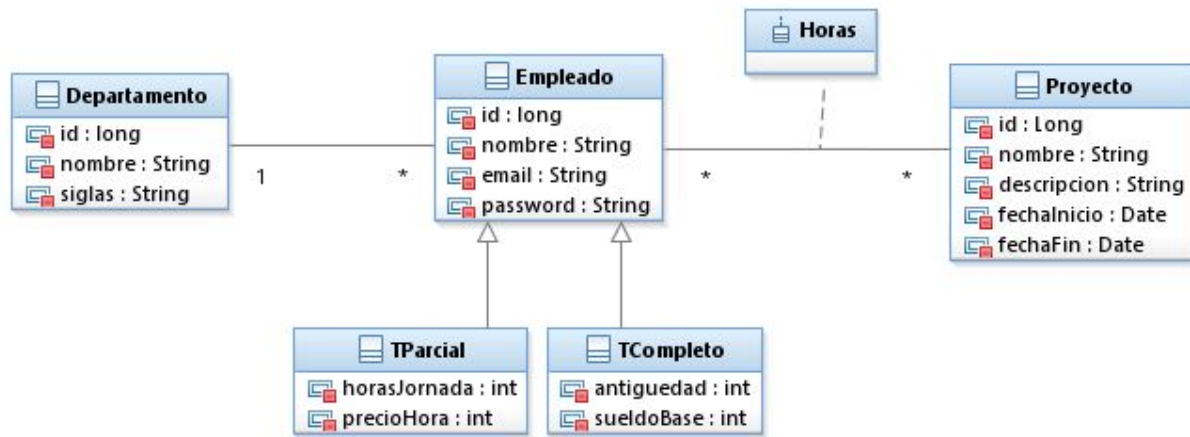 Departamento
id : long
nombre : String
siglas : String
1
*
Empleado
id : long
nombre : String
email : String
password : String
Horas
*
*
Proyecto
id : Long
nombre : String
descripcion : String
fechaInicio : Date
fechaFin : Date
TParcial
horasJornada : int
precioHora : int
TCompleto
antiguedad : int
sueldoBase : int